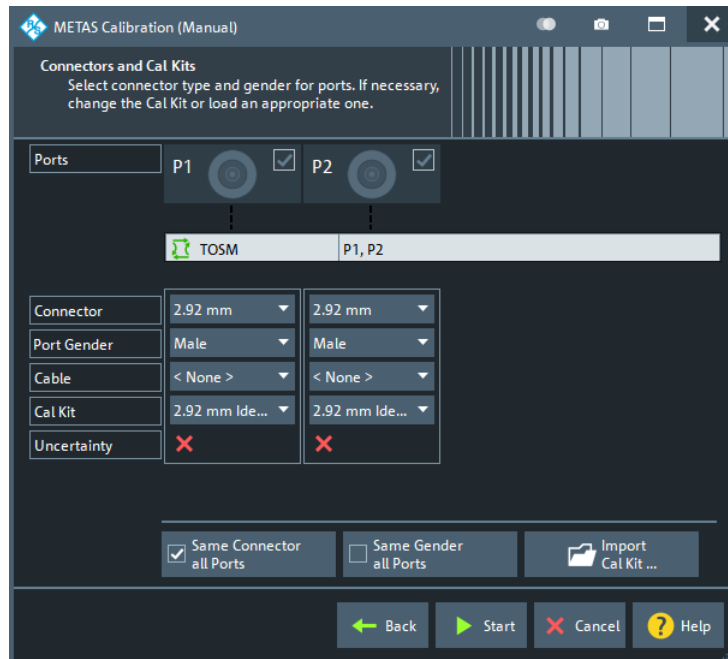 METAS Calibration (Manual)
Connectors and Cal Kits
Select connector type and gender for ports. If necessary,
change the Cal Kit or load an appropriate one.
Ports
P1
P2
TOSM
P1, P2
Connector
2.92 mm
2.92 mm
Port Gender
Male
Male
Cable
< None >
< None >
Cal Kit
2.92 mm Ide...
2.92 mm Ide...
Uncertainty
Same Connector
all Ports
Same Gender
all Ports
Import
Cal Kit ...
Back
Start
Cancel
? Help